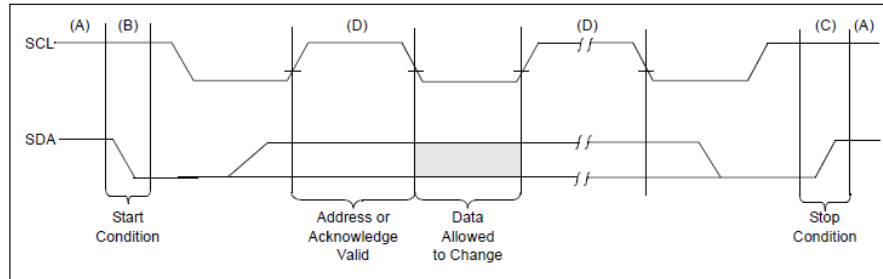 (A) (B) (D) (D) (C) (A)
SCL
SDA
Start
Condition
Address or
Acknowledge
Valid
Data
Allowed
to Change
Stop
Condition